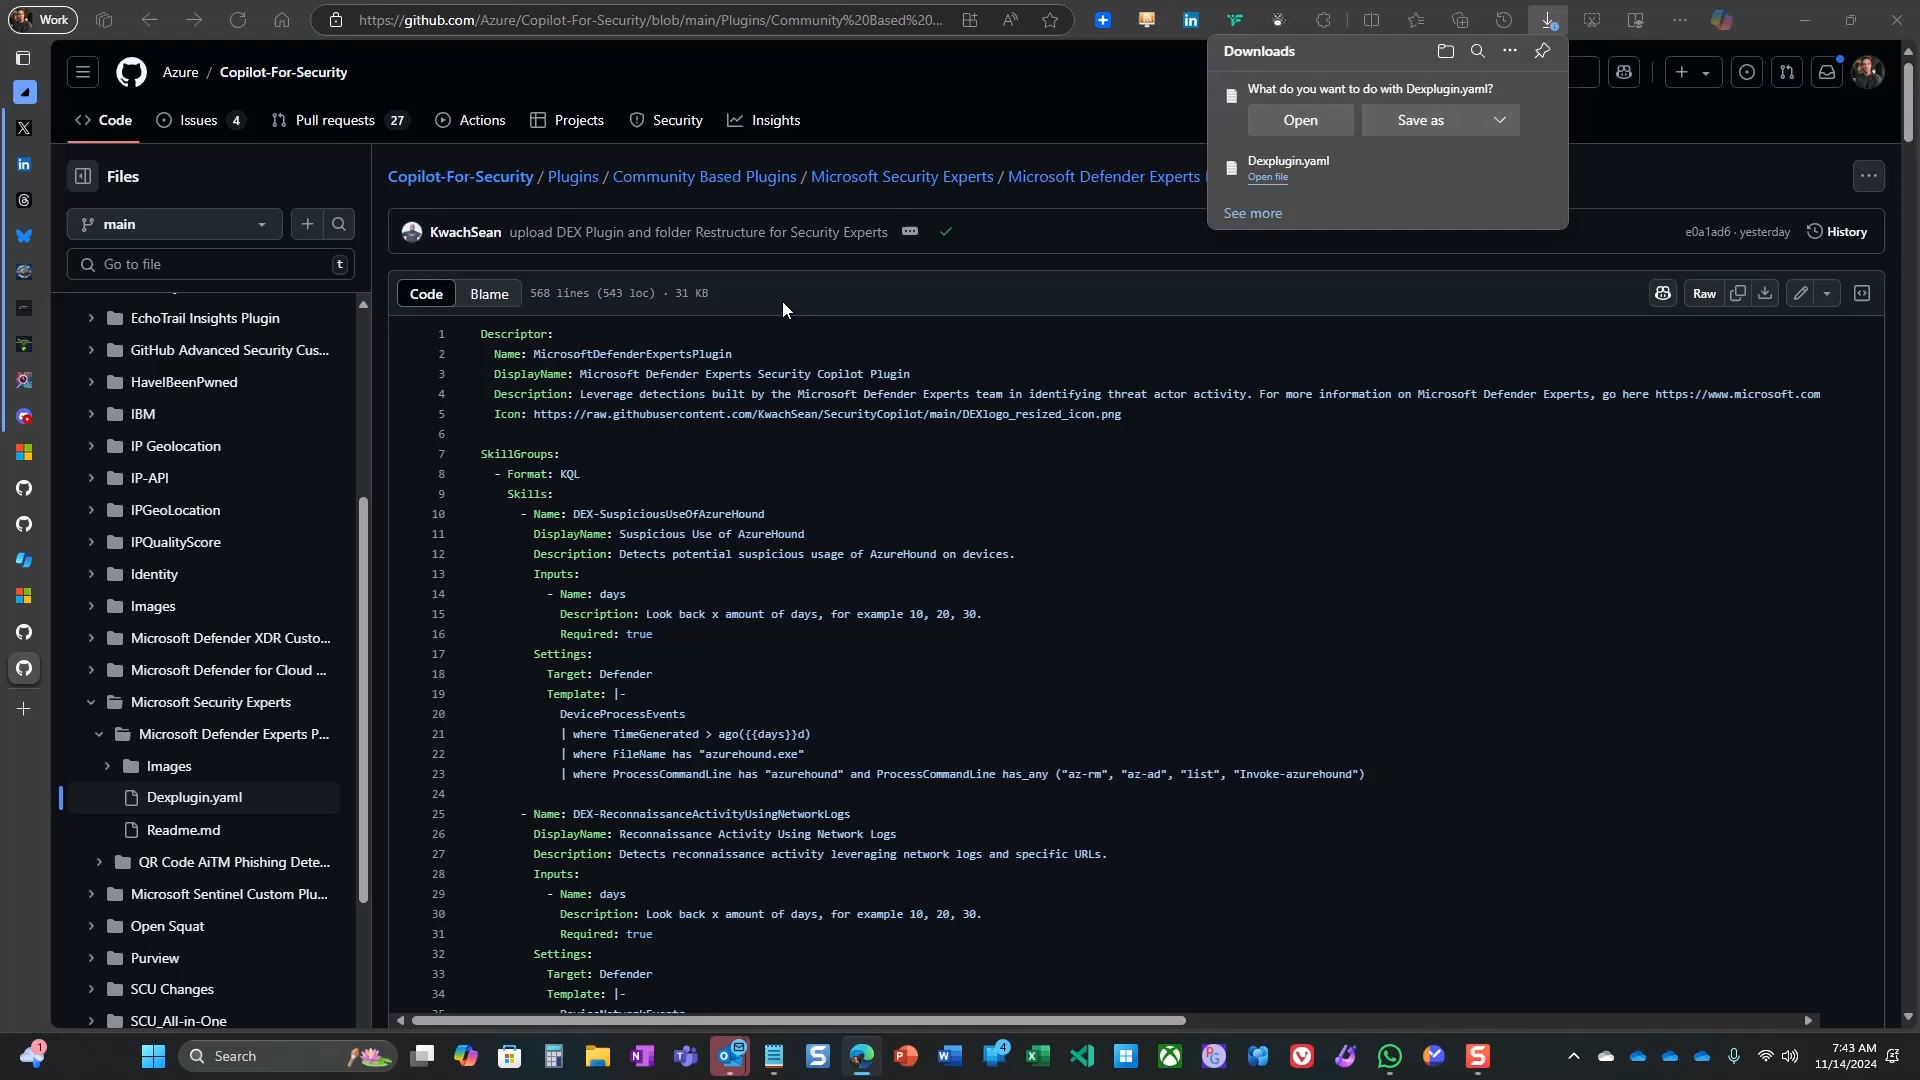 Work
https://github.com/Azure/Copilot-For-Security/blob/main/Plugins/Community%20Based%20...
Downloads
What do you want to do with Dexplugin.yaml?
Open
Save as
Dexplugin.yaml
Open file
See more
Azure / Copilot-For-Security
Code
Issues 4
Pull requests 27
Actions
Projects
Security
Insights
Files
main
Go to file
t
EchoTrail Insights Plugin
GitHub Advanced Security Cus...
HaveIBeenPwned
IBM
IP Geolocation
IP-API
IPGeoLocation
IPQualityScore
Identity
Images
Microsoft Defender XDR Custo...
Microsoft Defender for Cloud ...
Microsoft Security Experts
Microsoft Defender Experts P...
Images
Dexplugin.yaml
Readme.md
QR Code AiTM Phishing Dete...
Microsoft Sentinel Custom Plu...
Open Squat
Purview
SCU Changes
SCU_All-in-One
Copilot-For-Security / Plugins / Community Based Plugins / Microsoft Security Experts / Microsoft Defender Experts
KwachSean upload DEX Plugin and folder Restructure for Security Experts
e0a1ad6 · yesterday
History
Code
Blame
568 lines (543 loc) · 31 KB
Raw
1 Descriptor:
2 Name: MicrosoftDefenderExpertsPlugin
3 DisplayName: Microsoft Defender Experts Security Copilot Plugin
4 Description: Leverage detections built by the Microsoft Defender Experts team in identifying threat actor activity. For more information on Microsoft Defender Experts, go here https://www.microsoft.com
5 Icon: https://raw.githubusercontent.com/KwachSean/SecurityCopilot/main/DEXlogo_resized_icon.png
6
7 SkillGroups:
8 - Format: KQL
9 Skills:
10 - Name: DEX-SuspiciousUseOfAzureHound
11 DisplayName: Suspicious Use of AzureHound
12 Description: Detects potential suspicious usage of AzureHound on devices.
13 Inputs:
14 - Name: days
15 Description: Look back x amount of days, for example 10, 20, 30.
16 Required: true
17 Settings:
18 Target: Defender
19 Template: |-
20 DeviceProcessEvents
21 | where TimeGenerated > ago({{days}}d)
22 | where FileName has "azurehound.exe"
23 | where ProcessCommandLine has "azurehound" and ProcessCommandLine has_any ("az-rm", "az-ad", "list", "Invoke-azurehound")
24
25 - Name: DEX-ReconnaissanceActivityUsingNetworkLogs
26 DisplayName: Reconnaissance Activity Using Network Logs
27 Description: Detects reconnaissance activity leveraging network logs and specific URLs.
28 Inputs:
29 - Name: days
30 Description: Look back x amount of days, for example 10, 20, 30.
31 Required: true
32 Settings:
33 Target: Defender
34 Template: |-
1
Search
4
7:43 AM
11/14/2024